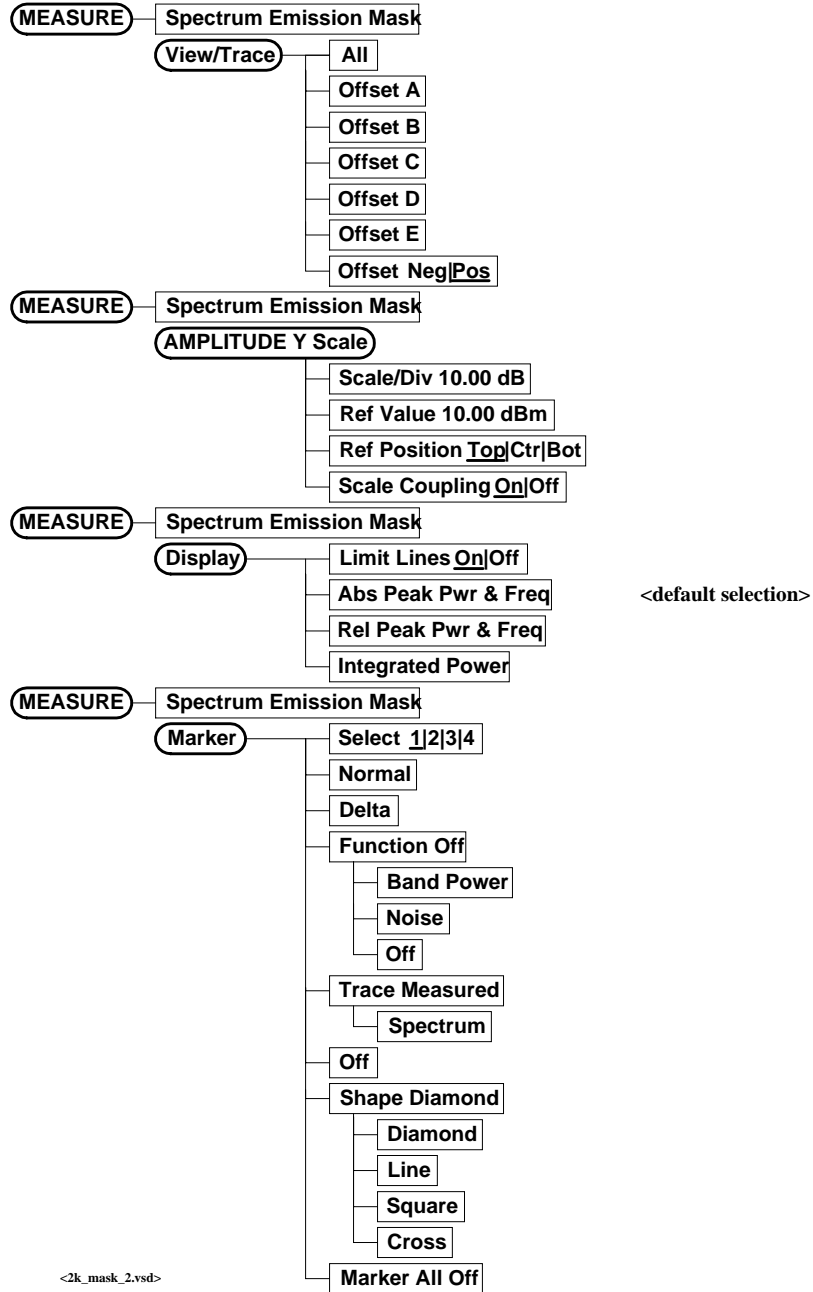 MEASURE Spectrum Emission Mask
View/Trace All
Offset A
Offset B
Offset C
Offset D
Offset E
Offset Neg|Pos
MEASURE Spectrum Emission Mask
AMPLITUDE Y Scale
Scale/Div 10.00 dB
Ref Value 10.00 dBm
Ref Position Top|Ctr|Bot
Scale Coupling On|Off
MEASURE Spectrum Emission Mask
Display Limit Lines On|Off
Abs Peak Pwr & Freq <default selection>
Rel Peak Pwr & Freq
Integrated Power
MEASURE Spectrum Emission Mask
Marker Select 1|2|3|4
Normal
Delta
Function Off
Band Power
Noise
Off
Trace Measured
Spectrum
Off
Shape Diamond
Diamond
Line
Square
Cross
<2k_mask_2.vsd> Marker All Off